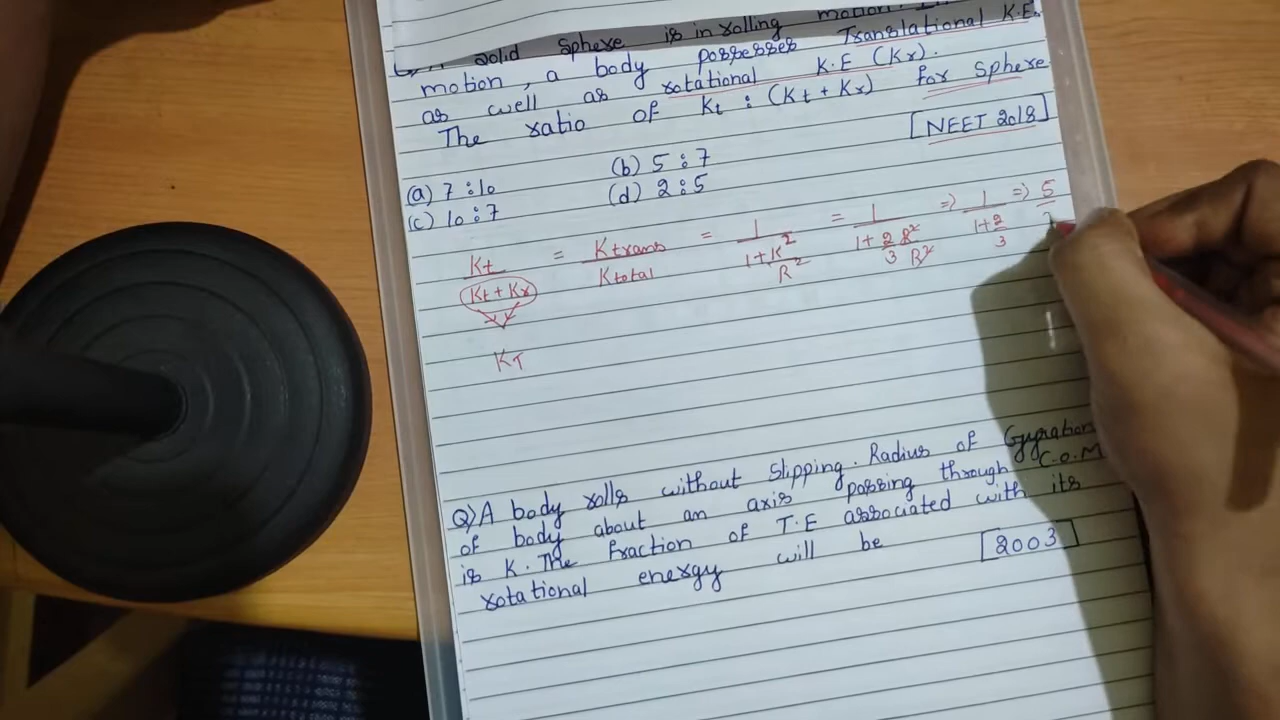 solid sphere is in rolling motion.
motion, a body possesses Translational K.E.
as well as rotational K.E (Kr).
The ratio of Kt : (Kt + Kr) for sphere
[NEET 2018]
(a) 7:10 (b) 5:7
(c) 10:7 (d) 2:5
Kt / (Kt + Kr) = Ktrans / Ktotal = 1 / (1+K²/R²) = 1 / (1+2/3 R²/R²) => 1 / (1+2/3) => 5
KT
Q) A body rolls without slipping. Radius of Gyration
of body about an axis passing through C.O.M
is K. The fraction of T.E associated with its
rotational energy will be [2003]